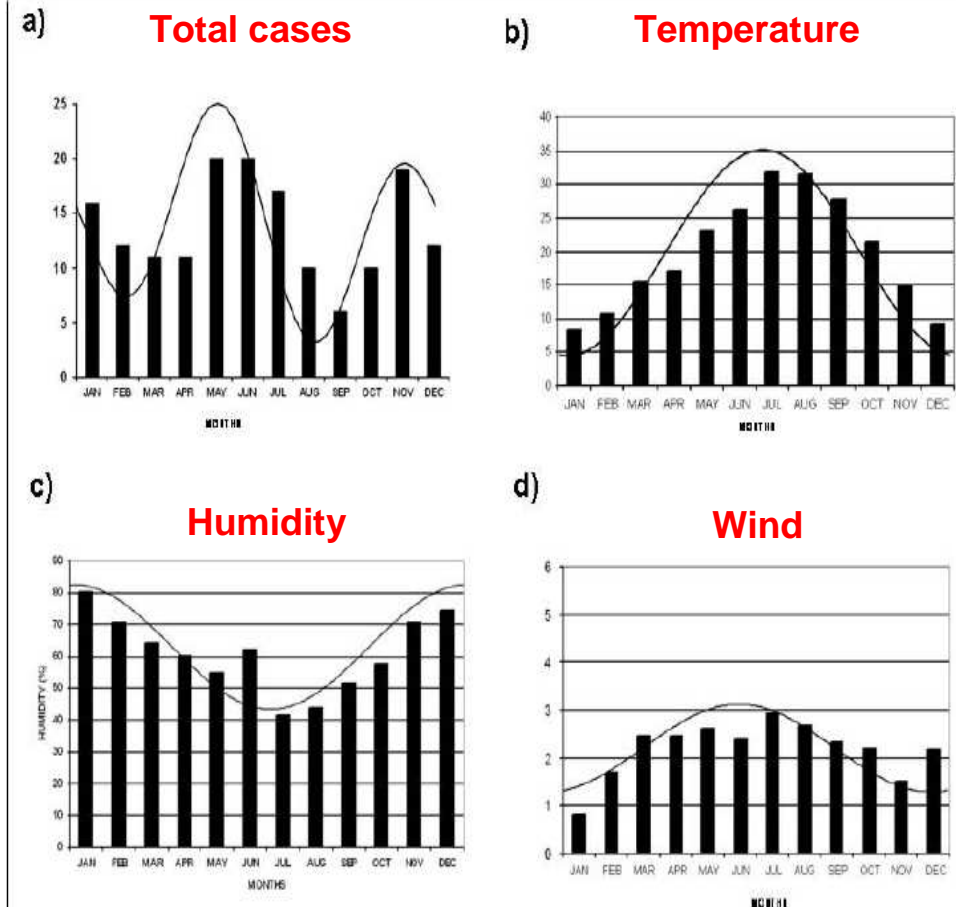 a) Total cases
25
20
15
10
5
0
JAN FEB MAR APR MAY JUN JUL AUG SEP OCT NOV DEC
MONTHS
b) Temperature
40
35
30
25
20
15
10
5
0
JAN FEB MAR APR MAY JUN JUL AUG SEP OCT NOV DEC
MONTHS
c) Humidity
90
80
70
60
50
40
30
20
10
0
HUMIDITY (%)
JAN FEB MAR APR MAY JUN JUL AUG SEP OCT NOV DEC
MONTHS
d) Wind
6
5
4
3
2
1
0
JAN FEB MAR APR MAY JUN JUL AUG SEP OCT NOV DEC
MONTHS